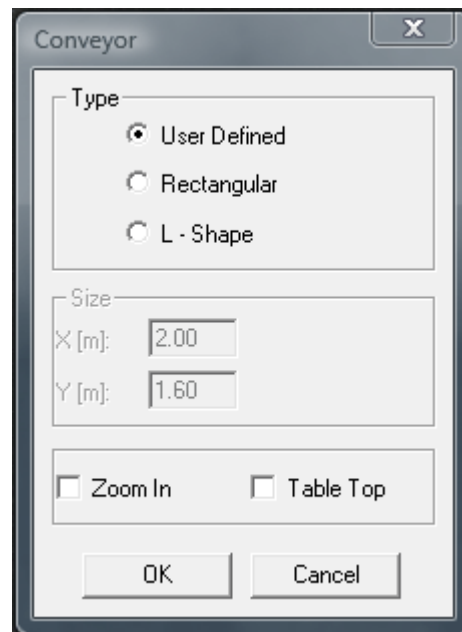 Conveyor
Type
User Defined
Rectangular
L - Shape
Size
X [m]: 2.00
Y [m]: 1.60
Zoom In Table Top
OK Cancel